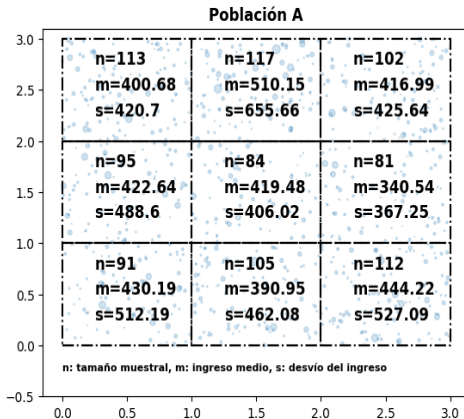 Población A
3.0
n=113 n=117 n=102
m=400.68 m=510.15 m=416.99
2.5
s=420.7 s=655.66 s=425.64
2.0
n=95 n=84 n=81
m=422.64 m=419.48 m=340.54
1.5
s=488.6 s=406.02 s=367.25
1.0
n=91 n=105 n=112
m=430.19 m=390.95 m=444.22
0.5
s=512.19 s=462.08 s=527.09
0.0
n: tamaño muestral, m: ingreso medio, s: desvío del ingreso
−0.5
0.0 0.5 1.0 1.5 2.0 2.5 3.0